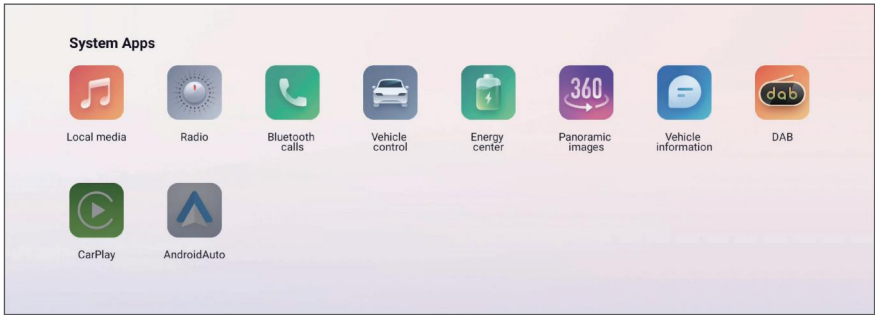 System Apps
360
dab
Local media
Radio
Bluetooth
calls
Vehicle
control
Energy
center
Panoramic
images
Vehicle
information
DAB
CarPlay
AndroidAuto